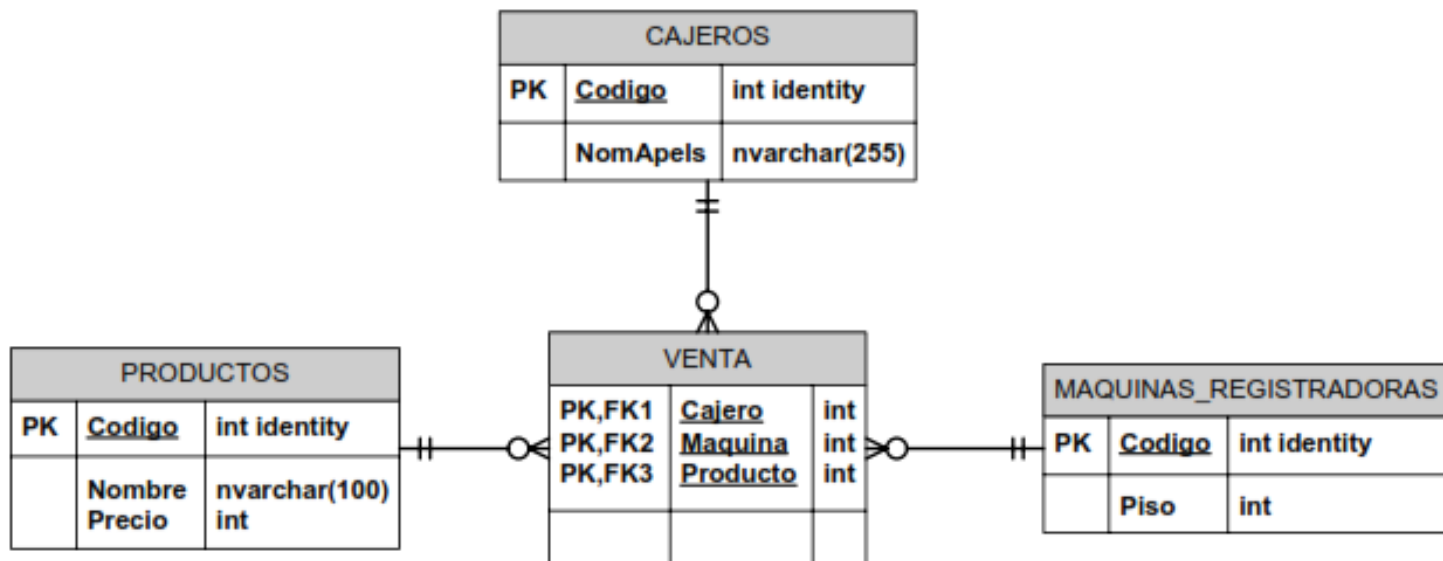 CAJEROS
PK Codigo int identity
NomApels nvarchar(255)
PRODUCTOS
PK Codigo int identity
Nombre nvarchar(100)
Precio int
VENTA
PK,FK1 Cajero int
PK,FK2 Maquina int
PK,FK3 Producto int
MAQUINAS_REGISTRADORAS
PK Codigo int identity
Piso int